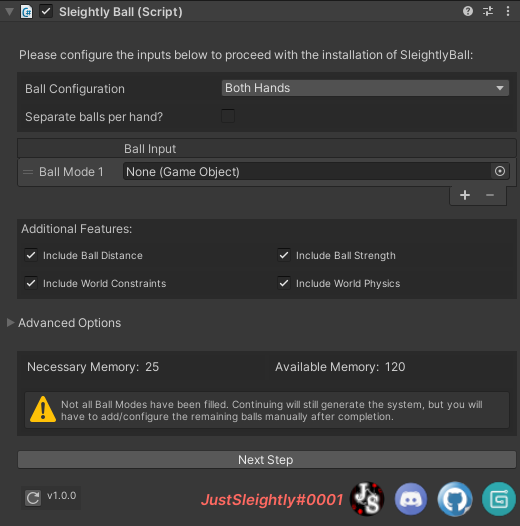 Sleightly Ball (Script)
Please configure the inputs below to proceed with the installation of SleightlyBall:
Ball Configuration Both Hands
Separate balls per hand?
Ball Input
Ball Mode 1 None (Game Object)
Additional Features:
Include Ball Distance Include Ball Strength
Include World Constraints Include World Physics
Advanced Options
Necessary Memory: 25 Available Memory: 120
Not all Ball Modes have been filled. Continuing will still generate the system, but you will
have to add/configure the remaining balls manually after completion.
Next Step
v1.0.0 JustSleightly#0001 JS